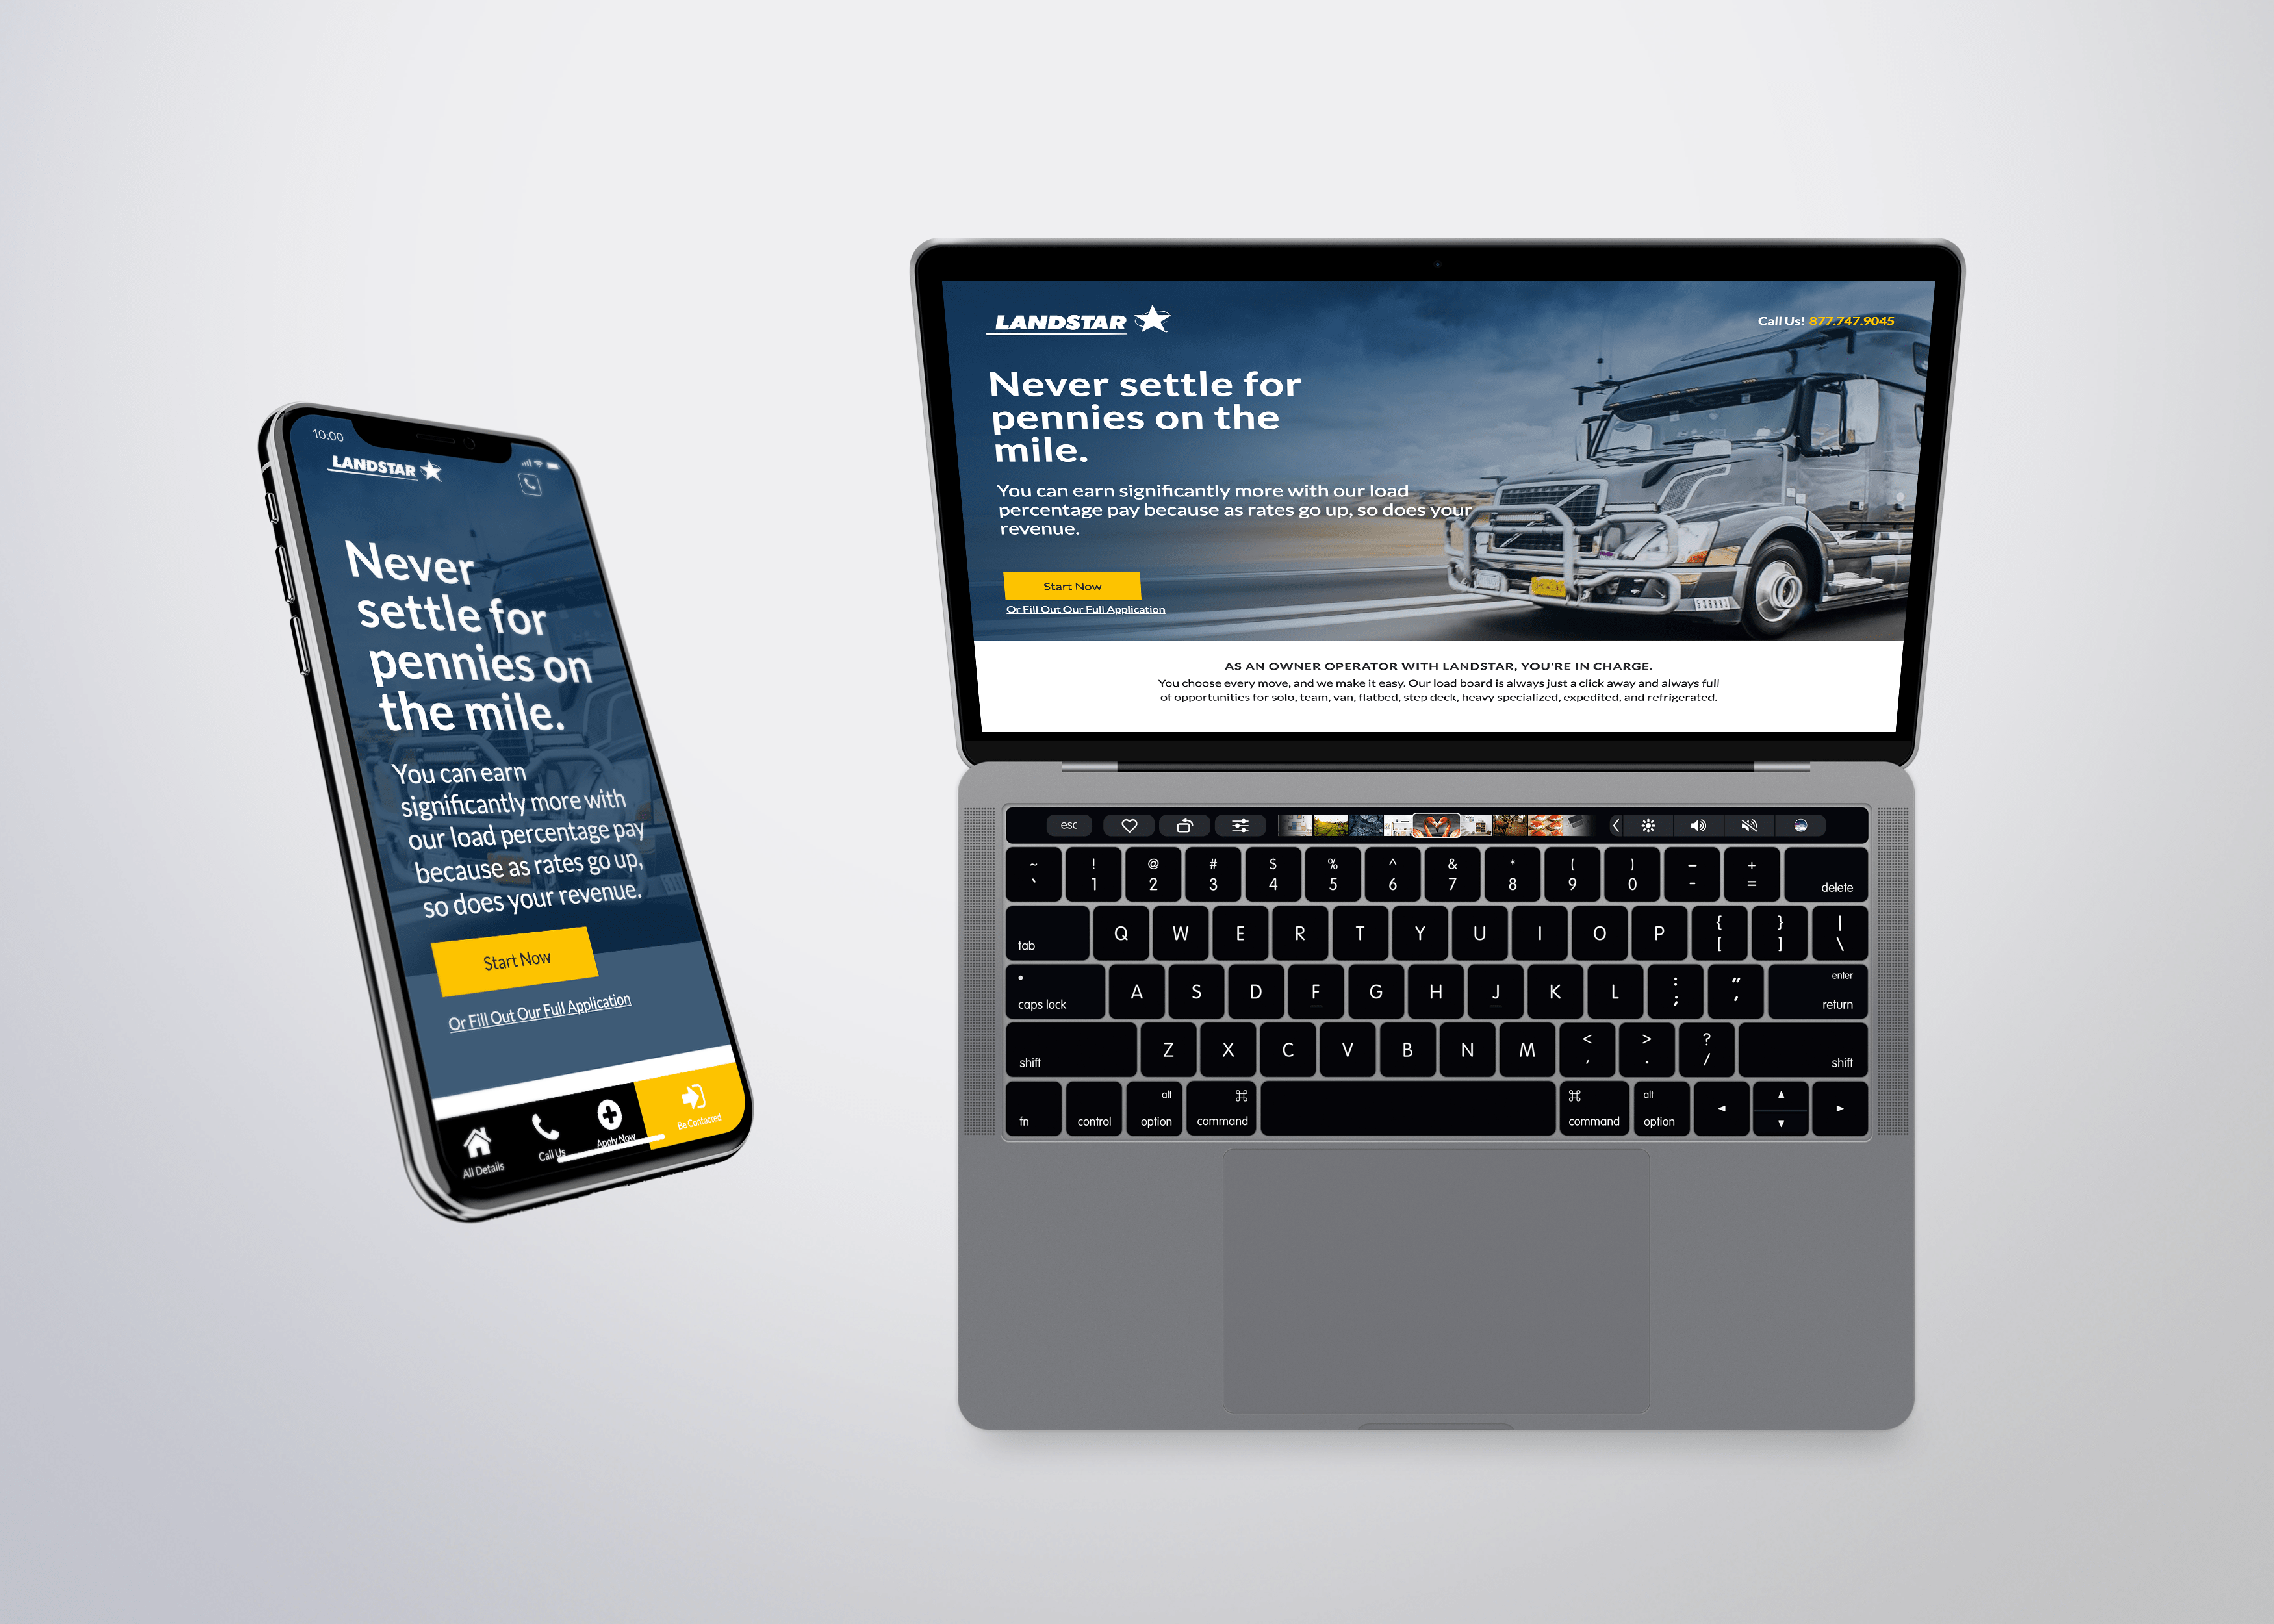 10:00
LANDSTAR
Never
settle for
pennies on
the mile.
You can earn
significantly more with
our load percentage pay
because as rates go up,
so does your revenue.
Start Now
Or Fill Out Our Full Application
All Details
Call Us
Apply Now
Be Contacted
LANDSTAR
Call Us! 877.747.9045
Never settle for
pennies on the
mile.
You can earn significantly more with our load
percentage pay because as rates go up, so does your
revenue.
Start Now
Or Fill Out Our Full Application
AS AN OWNER OPERATOR WITH LANDSTAR, YOU'RE IN CHARGE.
You choose every move, and we make it easy. Our load board is always just a click away and always full
of opportunities for solo, team, van, flatbed, step deck, heavy specialized, expedited, and refrigerated.
esc
~ ! @ # $ % ^ & * ( ) – +
` 1 2 3 4 5 6 7 8 9 0 - = delete
tab Q W E R T Y U I O P { [ } ] | \
caps lock A S D F G H J K L : ; " ' enter return
shift Z X C V B N M < , > . ? / shift
fn control alt option ⌘ command ⌘ command alt option